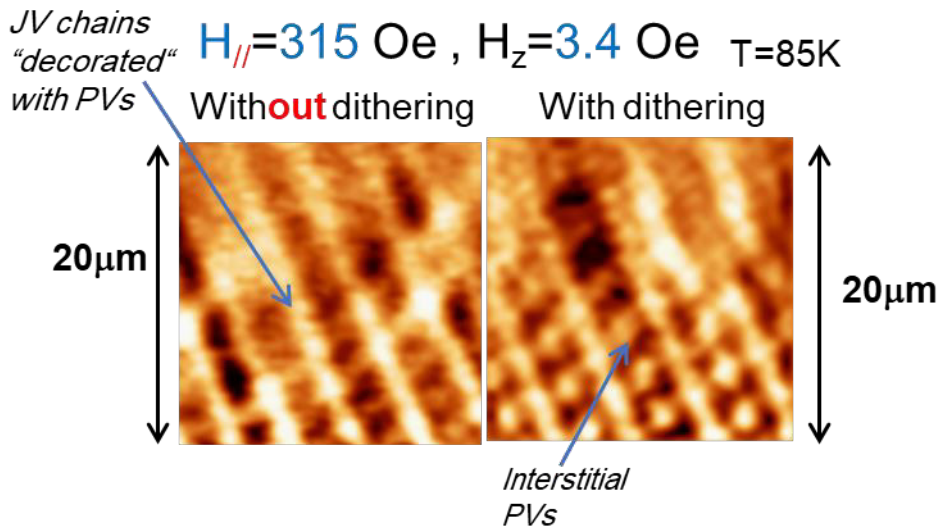 JV chains
“decorated“
with PVs
H//=315 Oe , Hz=3.4 Oe T=85K
Without dithering
With dithering
20μm
20μm
Interstitial
PVs